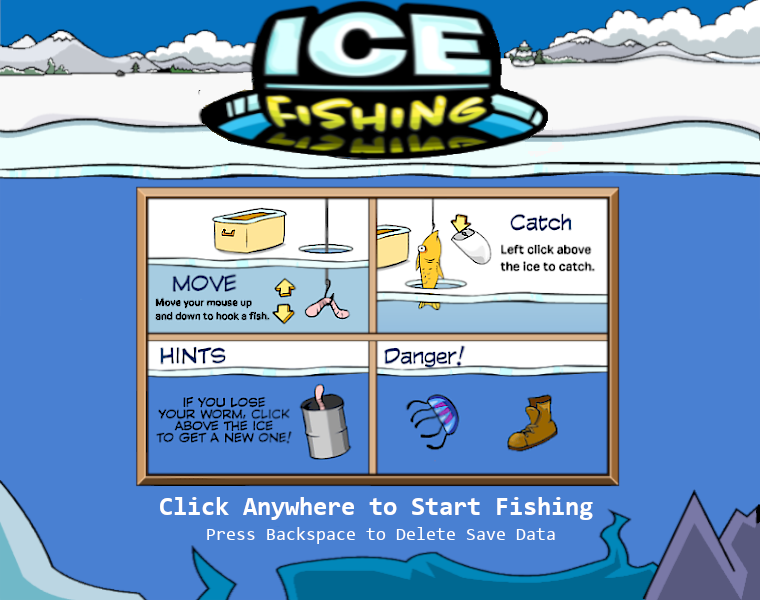 ICE
FISHING
Catch
Left click above
the ice to catch.
MOVE
Move your mouse up
and down to hook a fish.
HINTS
IF YOU LOSE
YOUR WORM, CLICK
ABOVE THE ICE
TO GET A NEW ONE!
Danger!
Click Anywhere to Start Fishing
Press Backspace to Delete Save Data